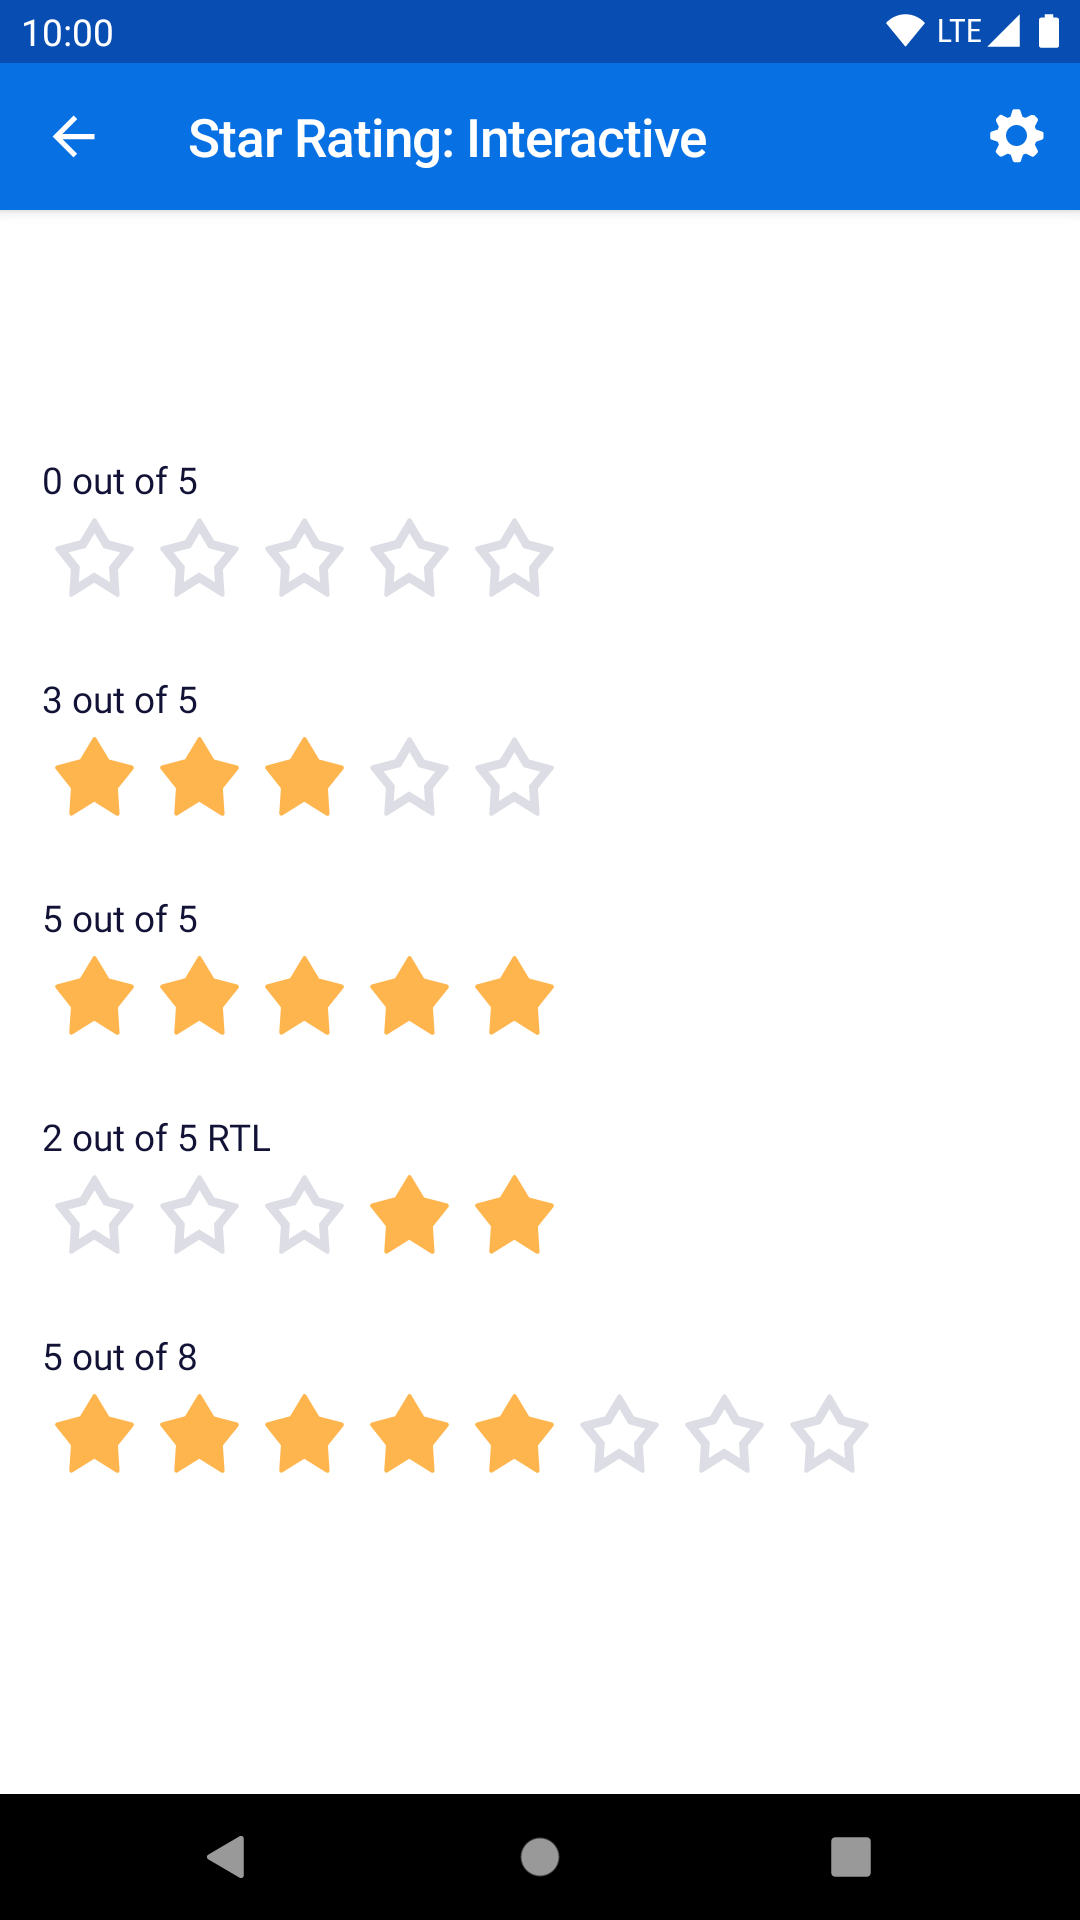 10:00 LTE
Star Rating: Interactive
0 out of 5
3 out of 5
5 out of 5
2 out of 5 RTL
5 out of 8